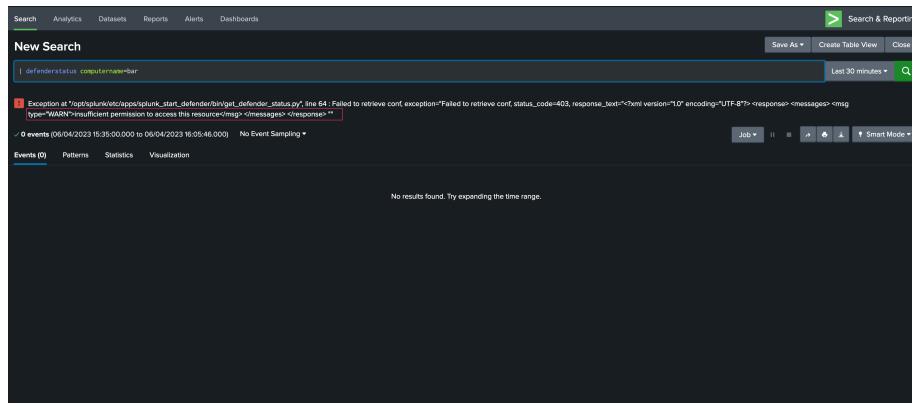 Search Analytics Datasets Reports Alerts Dashboards Search & Reportin
New Search Save As Create Table View Close
| defenderstatus computername=bar Last 30 minutes
Exception at "/opt/splunk/etc/apps/splunk_start_defender/bin/get_defender_status.py", line 64 : Failed to retrieve conf, exception="Failed to retrieve conf, status_code=403, response_text="<?xml version="1.0" encoding="UTF-8"?> <response> <messages> <msg
type="WARN">insufficient permission to access this resource</msg> </messages> </response> ""
✓ 0 events (06/04/2023 15:35:00.000 to 06/04/2023 16:05:46.000) No Event Sampling Job Smart Mode
Events (0) Patterns Statistics Visualization
No results found. Try expanding the time range.